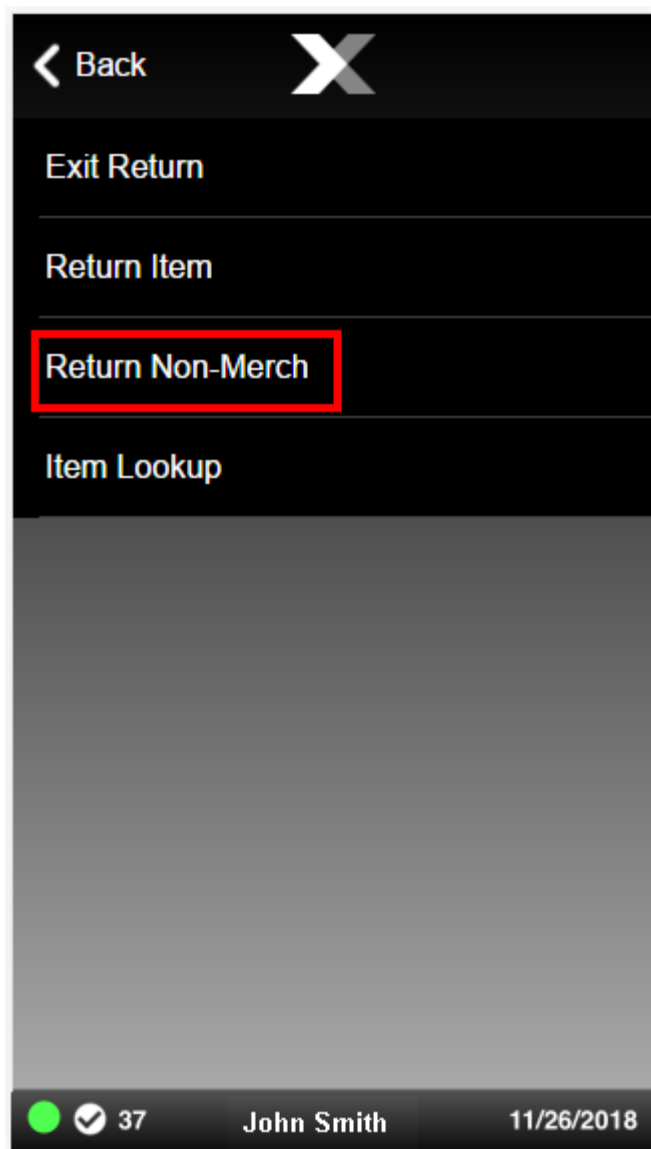 Back
Exit Return
Return Item
Return Non-Merch
Item Lookup
37 John Smith 11/26/2018